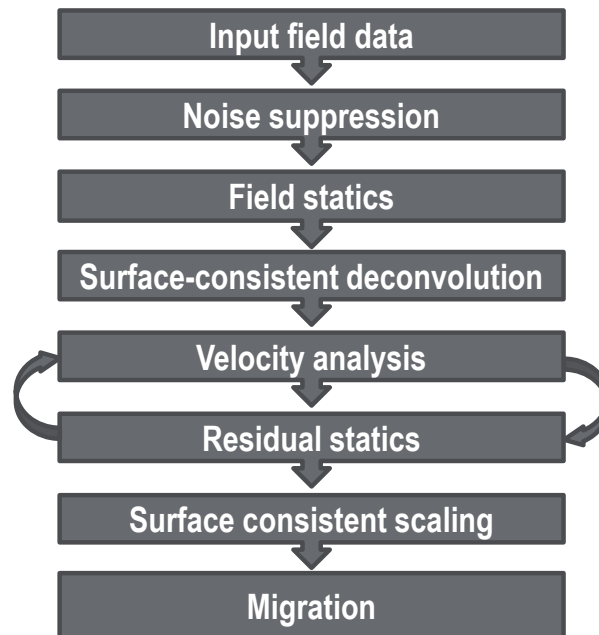 Input field data
Noise suppression
Field statics
Surface-consistent deconvolution
Velocity analysis
Residual statics
Surface consistent scaling
Migration